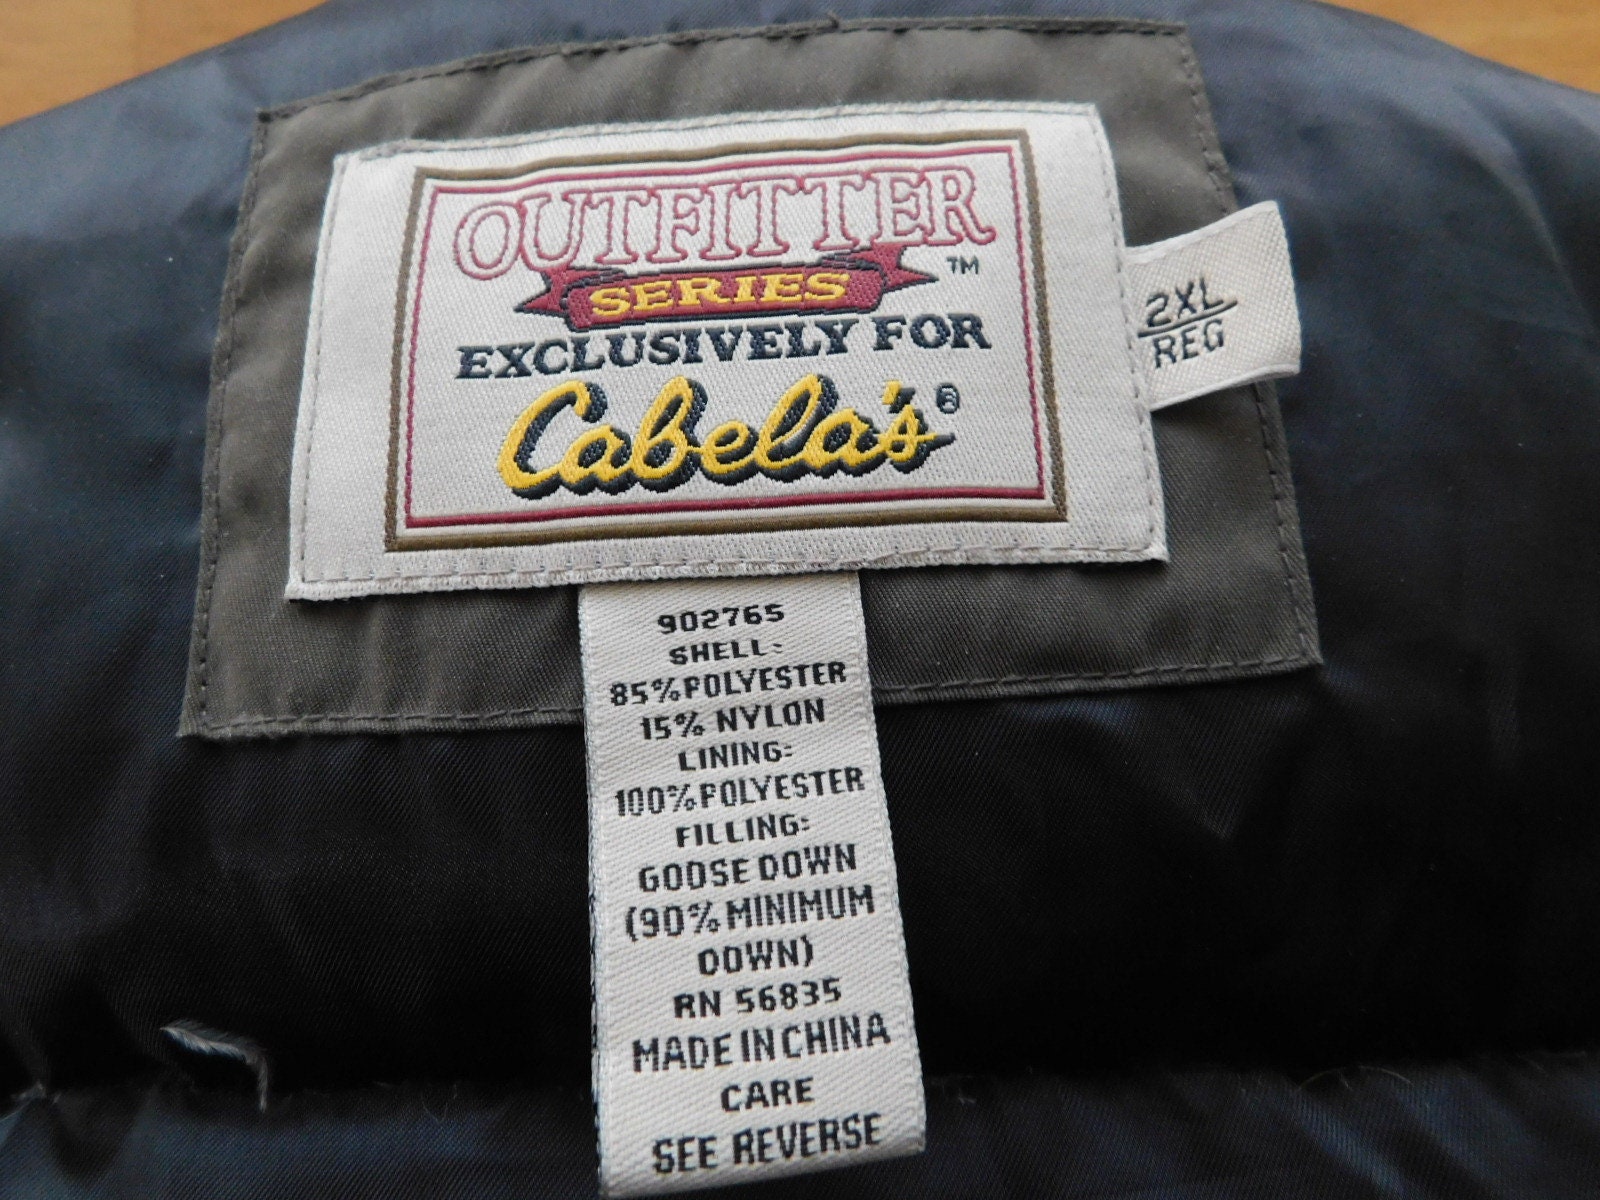 OUTFITTER
SERIES ™
EXCLUSIVELY FOR
Cabela's®
2XL
REG
902765
SHELL:
85% POLYESTER
15% NYLON
LINING:
100% POLYESTER
FILLING:
GOOSE DOWN
(90% MINIMUM
DOWN)
RN 56835
MADE IN CHINA
CARE
SEE REVERSE